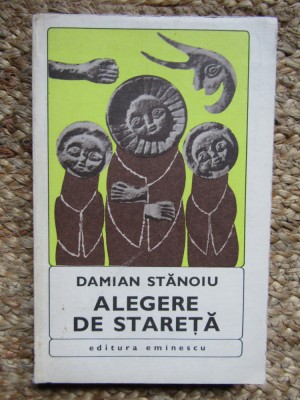 DAMIAN STĂNOIU
ALEGERE
DE STAREȚĂ
editura eminescu